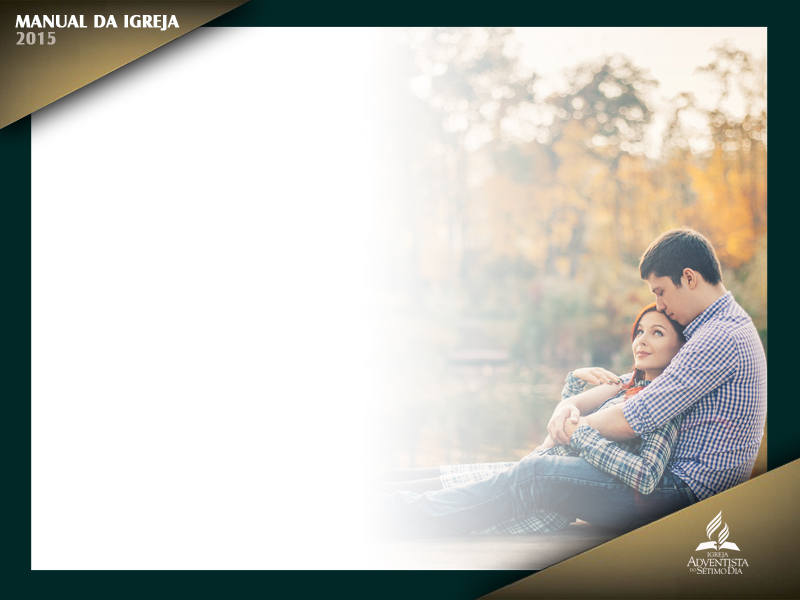 MANUAL DA IGREJA
2015
IGREJA
ADVENTISTA
DO SÉTIMO DIA